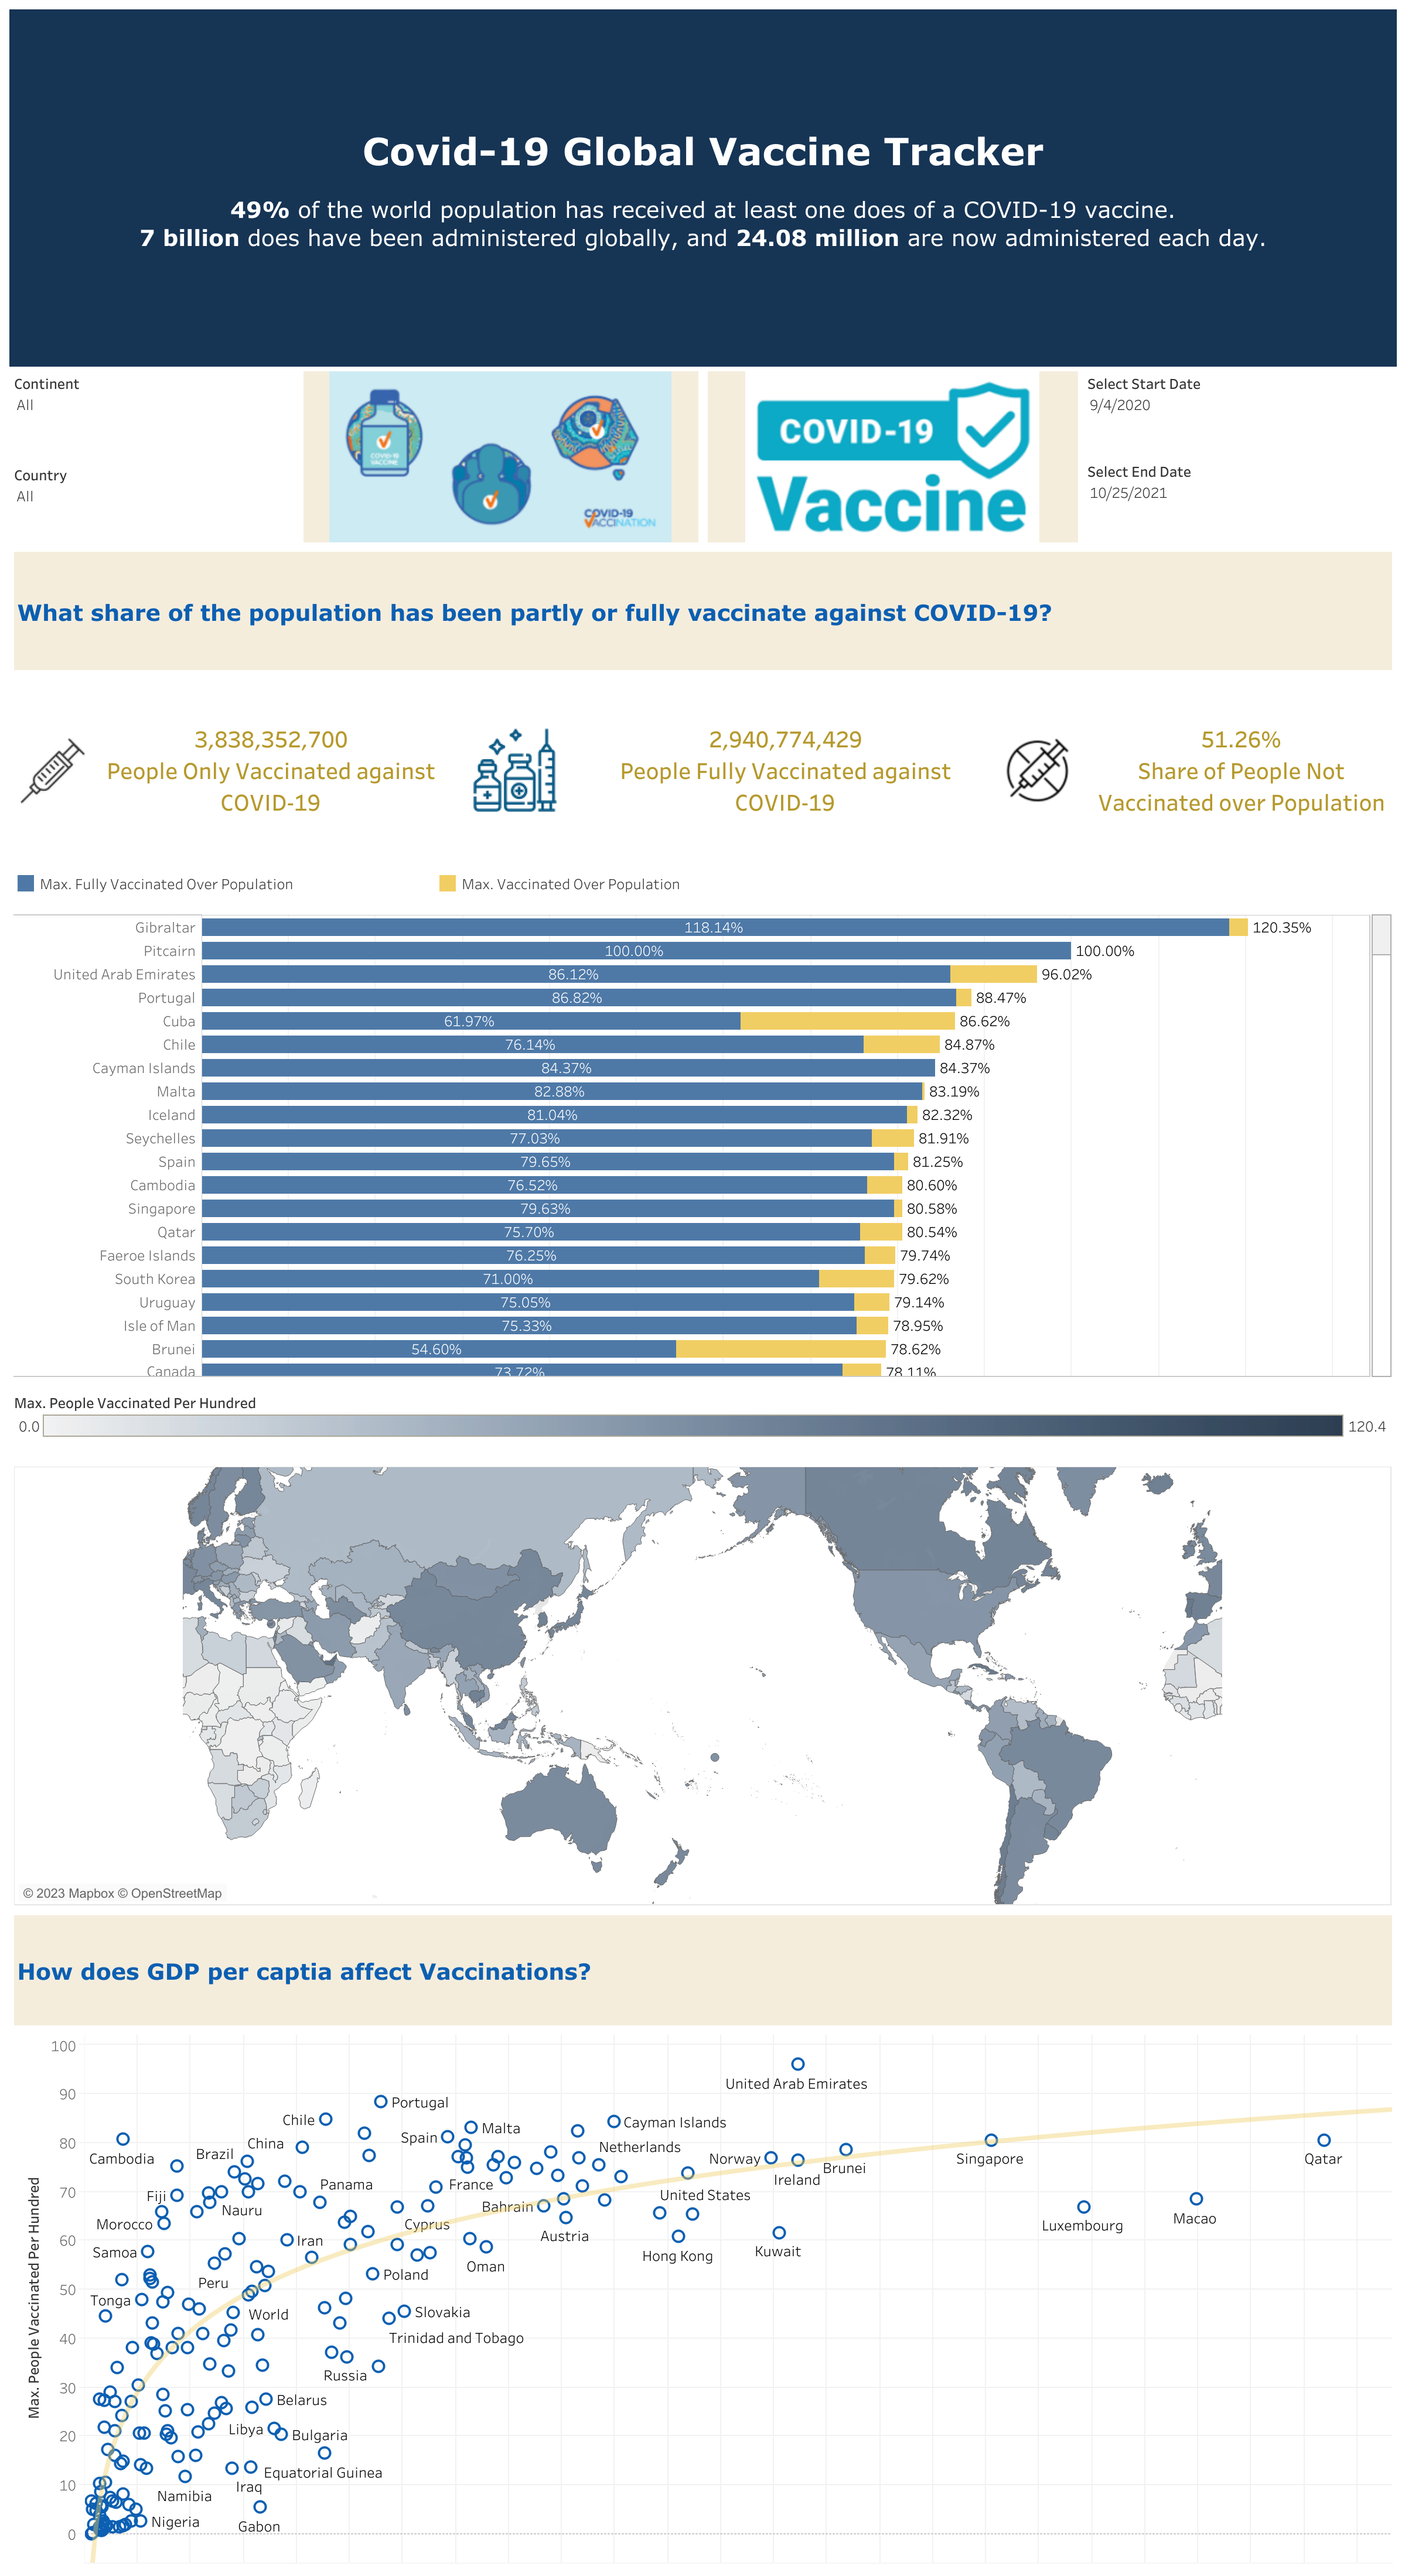 Covid-19 Global Vaccine Tracker
49% of the world population has received at least one does of a COVID-19 vaccine.
7 billion does have been administered globally, and 24.08 million are now administered each day.
Continent
All
Country
All
COVID-19
VACCINE
COVID-19
VACCINATION
COVID-19
Vaccine
Select Start Date
9/4/2020
Select End Date
10/25/2021
What share of the population has been partly or fully vaccinate against COVID-19?
3,838,352,700
People Only Vaccinated against
COVID-19
2,940,774,429
People Fully Vaccinated against
COVID-19
51.26%
Share of People Not
Vaccinated over Population
Max. Fully Vaccinated Over Population
Max. Vaccinated Over Population
Gibraltar 118.14% 120.35%
Pitcairn 100.00% 100.00%
United Arab Emirates 86.12% 96.02%
Portugal 86.82% 88.47%
Cuba 61.97% 86.62%
Chile 76.14% 84.87%
Cayman Islands 84.37% 84.37%
Malta 82.88% 83.19%
Iceland 81.04% 82.32%
Seychelles 77.03% 81.91%
Spain 79.65% 81.25%
Cambodia 76.52% 80.60%
Singapore 79.63% 80.58%
Qatar 75.70% 80.54%
Faeroe Islands 76.25% 79.74%
South Korea 71.00% 79.62%
Uruguay 75.05% 79.14%
Isle of Man 75.33% 78.95%
Brunei 54.60% 78.62%
Canada 73.72% 78.11%
Max. People Vaccinated Per Hundred
0.0 120.4
© 2023 Mapbox © OpenStreetMap
How does GDP per captia affect Vaccinations?
Max. People Vaccinated Per Hundred
100
90
80
70
60
50
40
30
20
10
0
United Arab Emirates
Portugal
Chile
Cayman Islands
Malta
Spain
China
Netherlands
Brazil
Cambodia
Norway
Singapore
Qatar
Brunei
Ireland
Panama
France
United States
Fiji
Nauru
Bahrain
Macao
Morocco
Cyprus
Luxembourg
Austria
Iran
Kuwait
Samoa
Hong Kong
Oman
Poland
Peru
Tonga
World
Slovakia
Trinidad and Tobago
Russia
Belarus
Libya
Bulgaria
Equatorial Guinea
Iraq
Namibia
Nigeria
Gabon